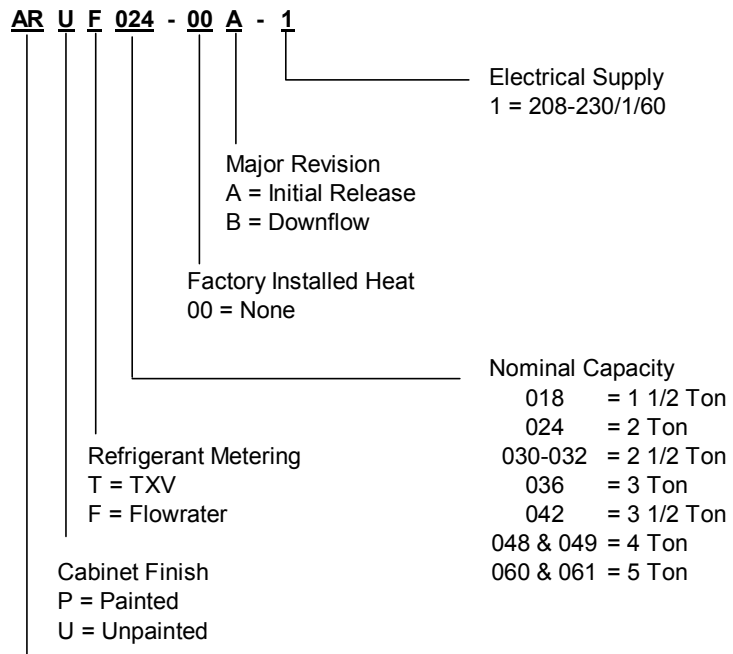 AR U F 024 - 00 A - 1
Electrical Supply
1 = 208-230/1/60
Major Revision
A = Initial Release
B = Downflow
Factory Installed Heat
00 = None
Nominal Capacity
018 = 1 1/2 Ton
024 = 2 Ton
030-032 = 2 1/2 Ton
036 = 3 Ton
042 = 3 1/2 Ton
048 & 049 = 4 Ton
060 & 061 = 5 Ton
Refrigerant Metering
T = TXV
F = Flowrater
Cabinet Finish
P = Painted
U = Unpainted